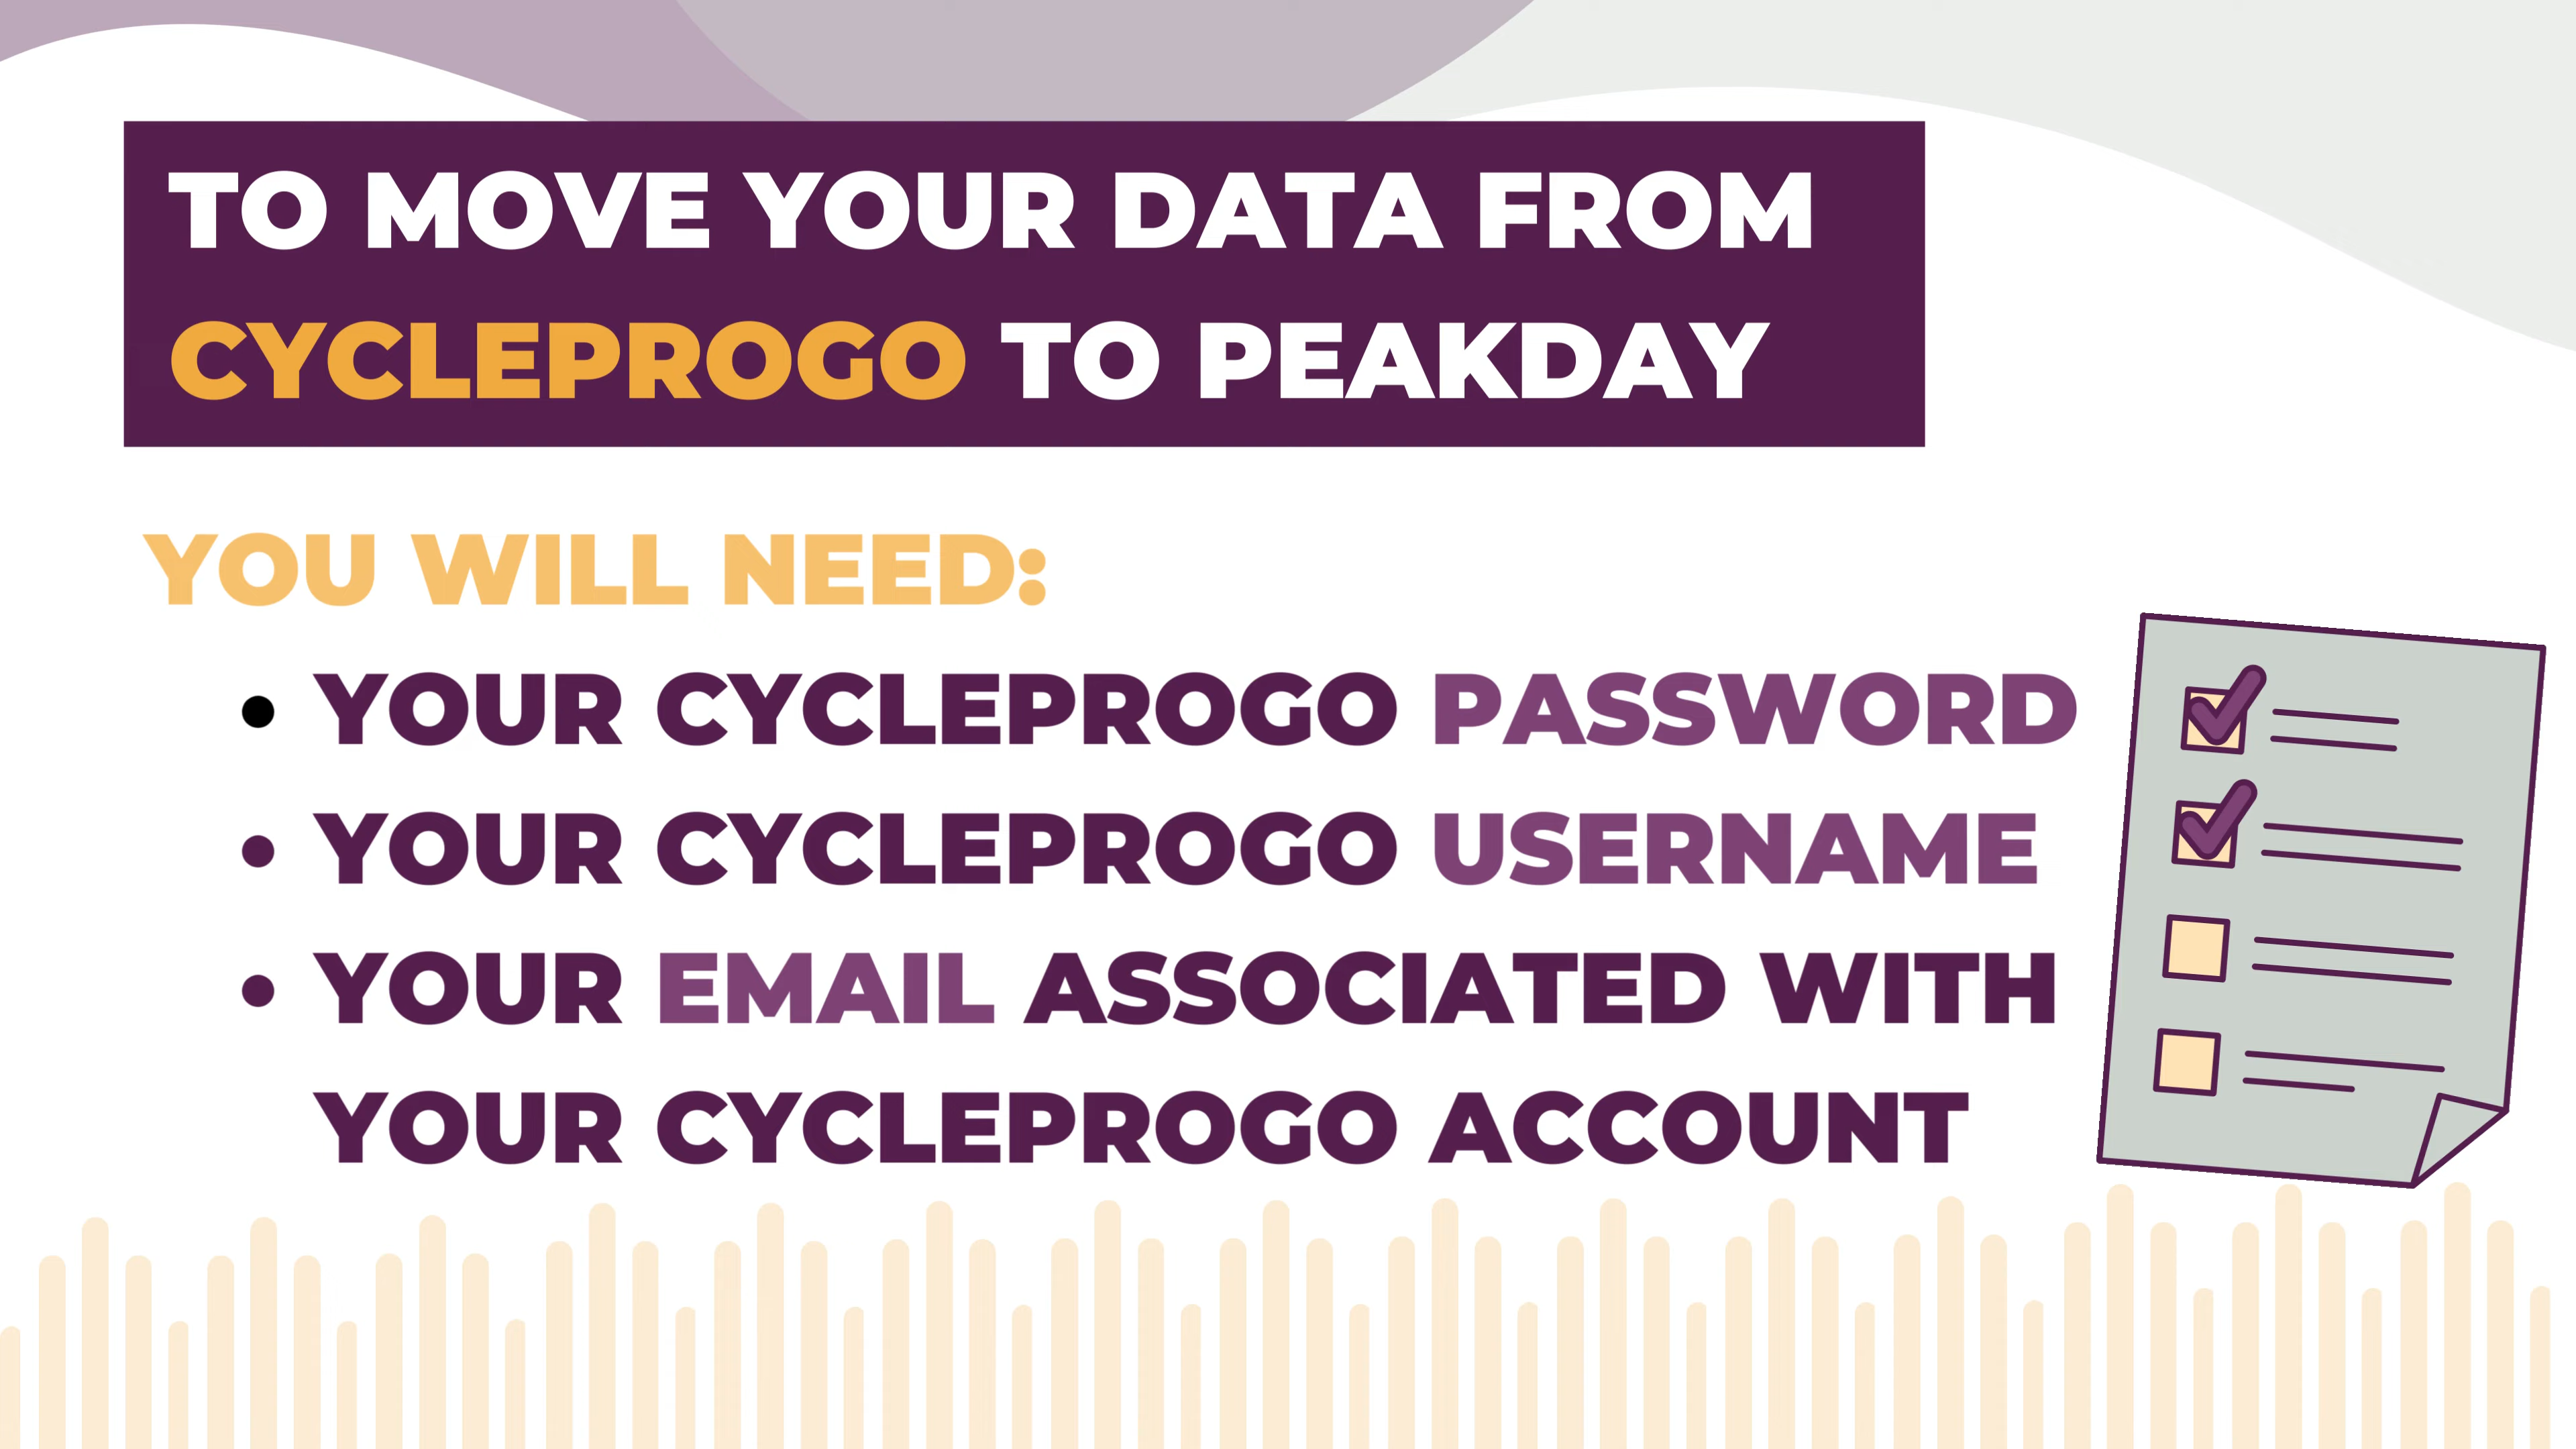 TO MOVE YOUR DATA FROM
CYCLEPROGO TO PEAKDAY
YOU WILL NEED:
• YOUR CYCLEPROGO PASSWORD
• YOUR CYCLEPROGO USERNAME
• YOUR EMAIL ASSOCIATED WITH
YOUR CYCLEPROGO ACCOUNT